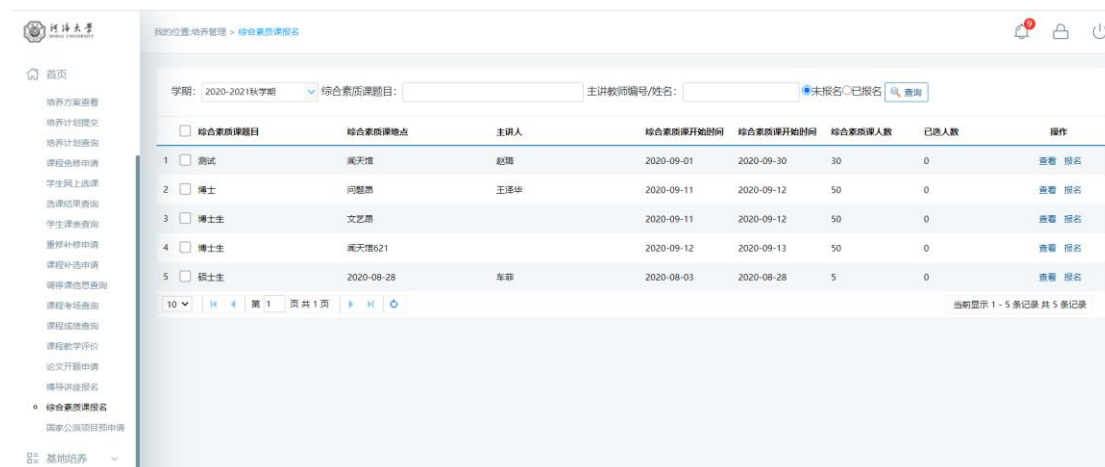 河海大学
HOHAI UNIVERSITY
我的位置:培养管理 > 综合素质课报名
9
首页
培养方案查看
培养计划提交
培养计划查询
课程免修申请
学生网上选课
选课结果查询
学生课表查询
重修补修申请
课程补选申请
调停课信息查询
课程考场查询
课程成绩查询
课程教学评价
论文开题申请
博导讲座报名
综合素质课报名
国家公派项目预申请
基地培养
学期: 2020-2021秋学期 综合素质课题目: 主讲教师编号/姓名: 未报名 已报名 查询
综合素质课题目 综合素质课地点 主讲人 综合素质课开始时间 综合素质课开始时间 综合素质课人数 已选人数 操作
1 测试 闻天馆 赵璐 2020-09-01 2020-09-30 30 0 查看 报名
2 博士 问题昂 王泽华 2020-09-11 2020-09-12 50 0 查看 报名
3 博士生 文艺昂 2020-09-11 2020-09-12 50 0 查看 报名
4 博士生 闻天馆621 2020-09-12 2020-09-13 50 0 查看 报名
5 硕士生 2020-08-28 车菲 2020-08-03 2020-08-28 5 0 查看 报名
10 第 1 页共1页 当前显示 1 - 5 条记录 共 5 条记录